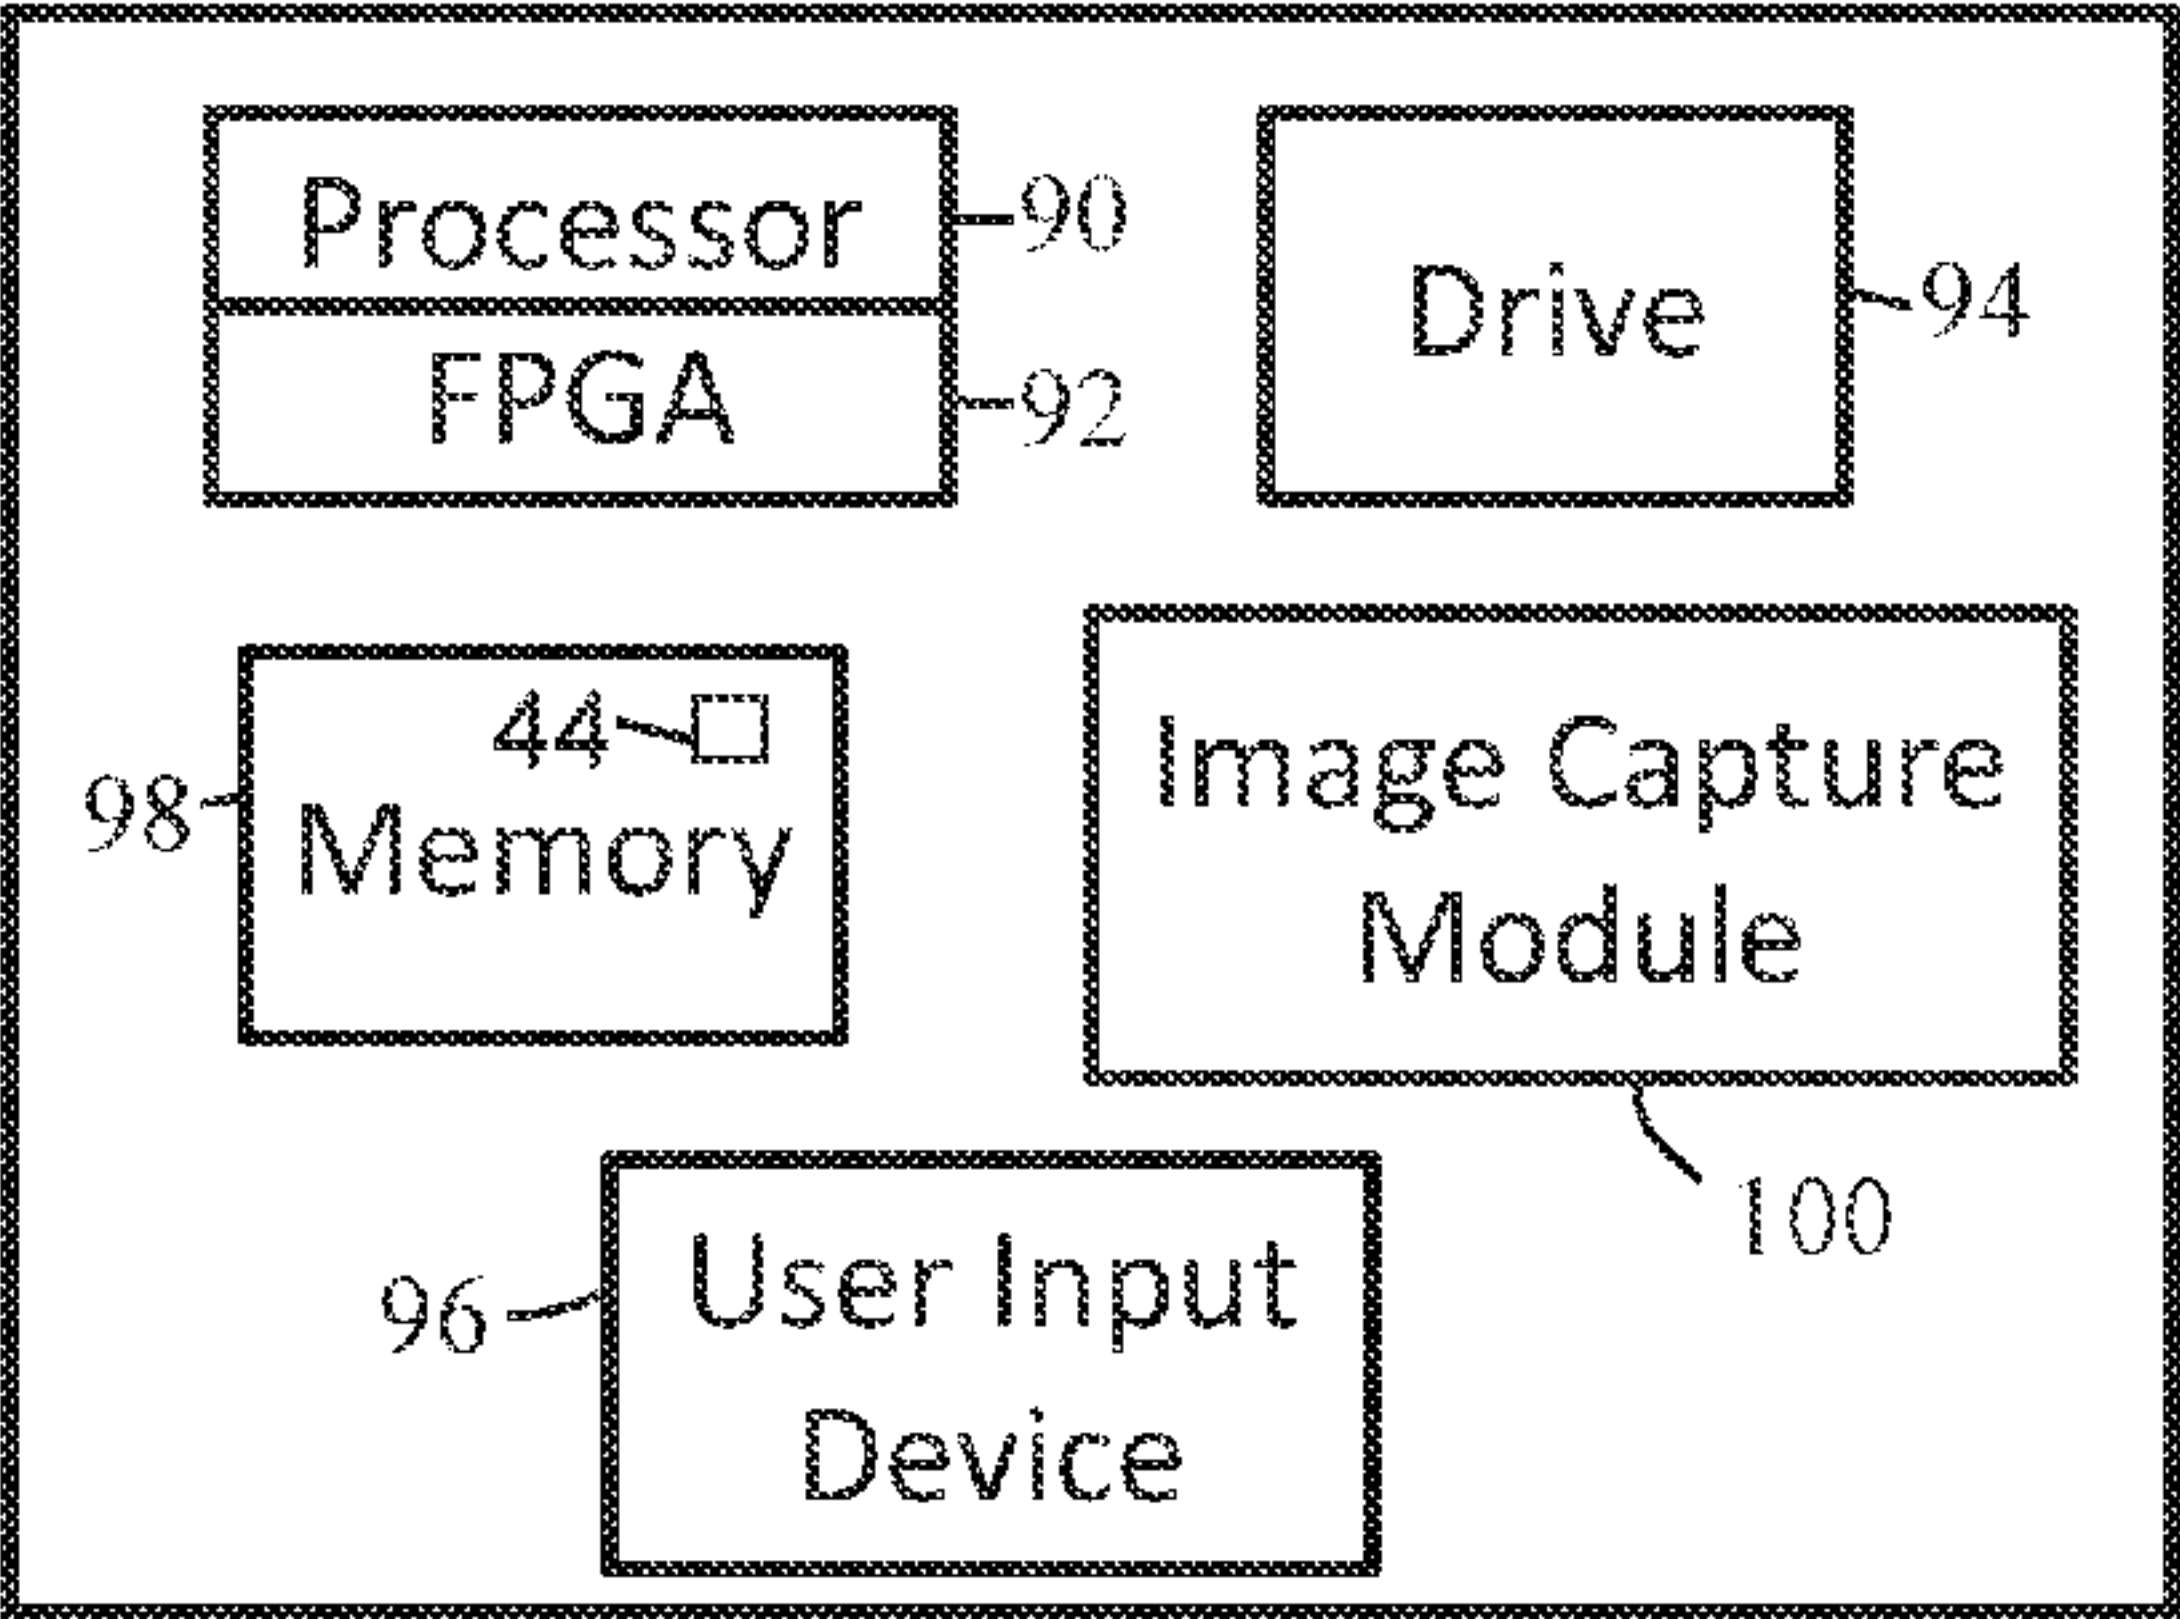 Processor
90
FPGA
92
Drive
94
44
98
Memory
Image Capture
Module
100
96
User Input
Device